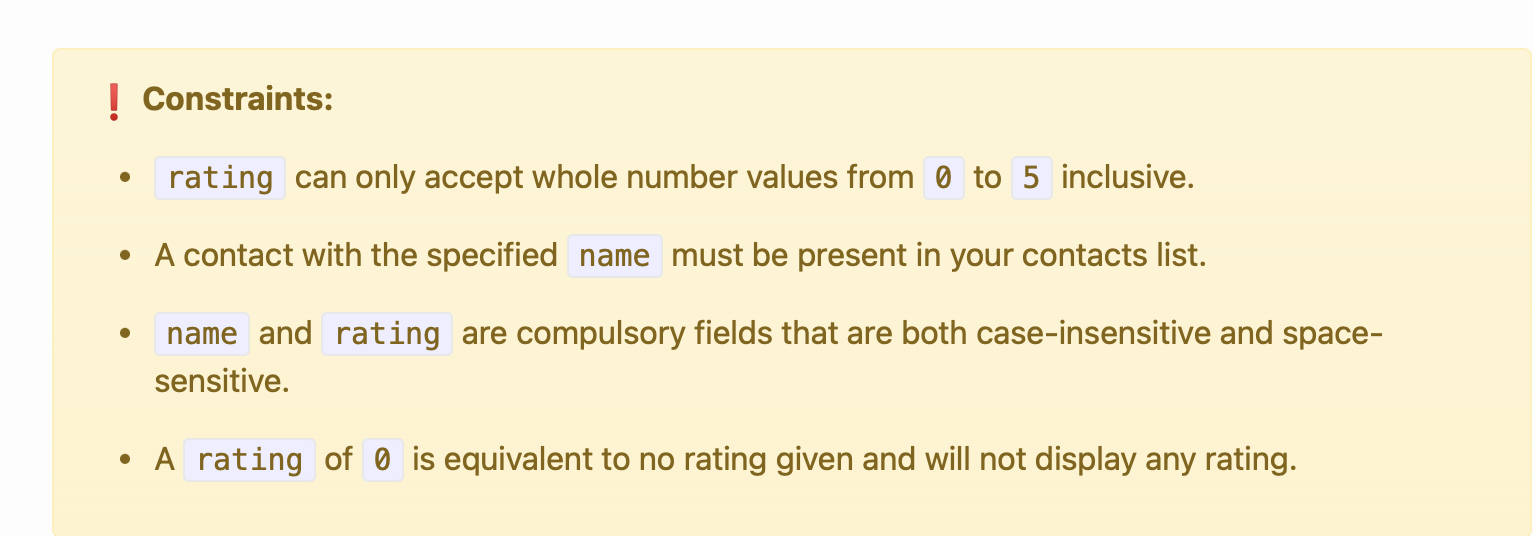 ❗ Constraints:
• rating can only accept whole number values from 0 to 5 inclusive.
• A contact with the specified name must be present in your contacts list.
• name and rating are compulsory fields that are both case-insensitive and space-
sensitive.
• A rating of 0 is equivalent to no rating given and will not display any rating.